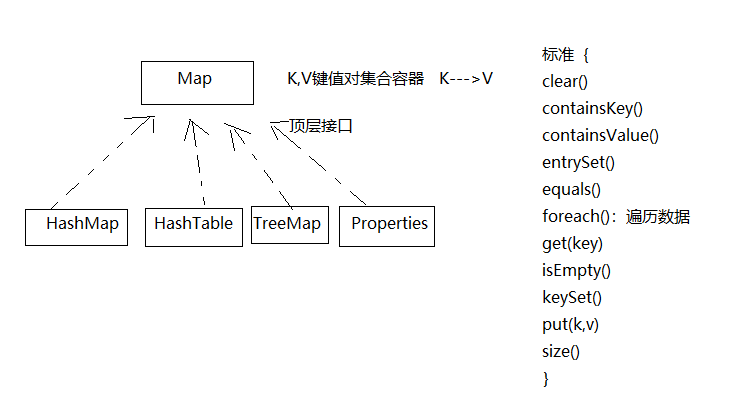 Map
K,V键值对集合容器 K--->V
顶层接口
HashMap
HashTable
TreeMap
Properties
标准 {
clear()
containsKey()
containsValue()
entrySet()
equals()
foreach()：遍历数据
get(key)
isEmpty()
keySet()
put(k,v)
size()
}